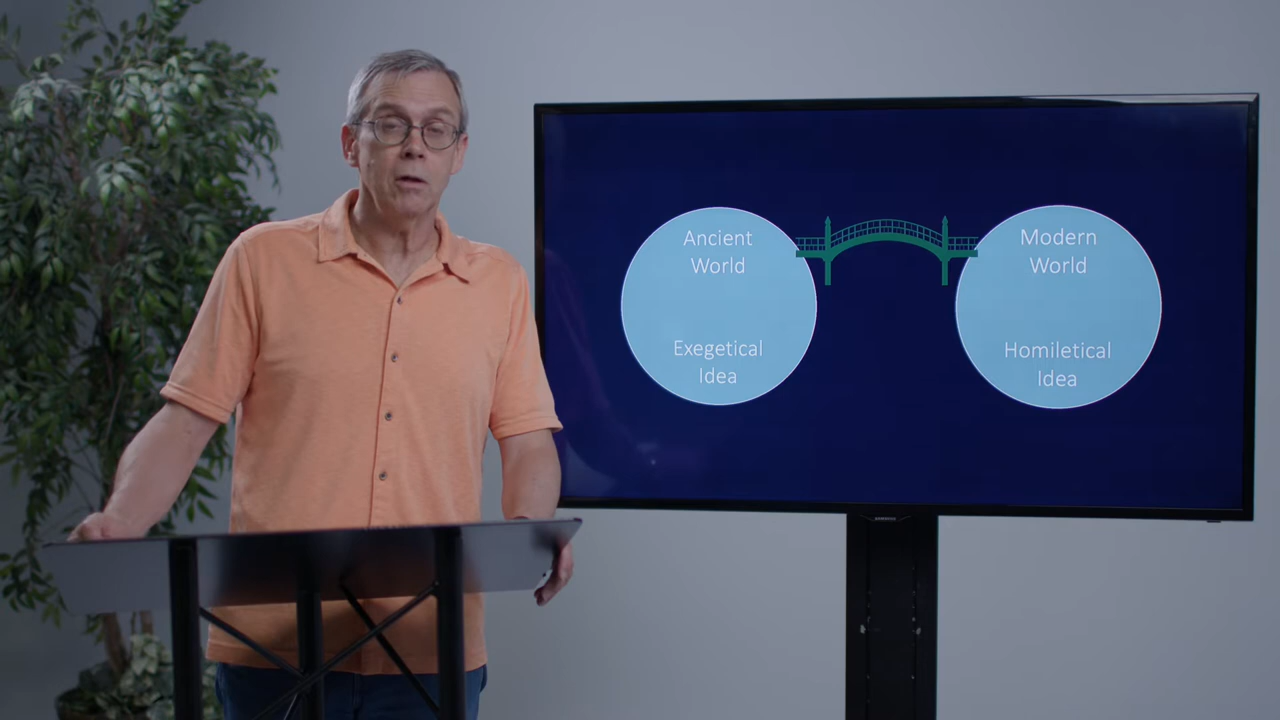 Ancient
World
Exegetical
Idea
Modern
World
Homiletical
Idea